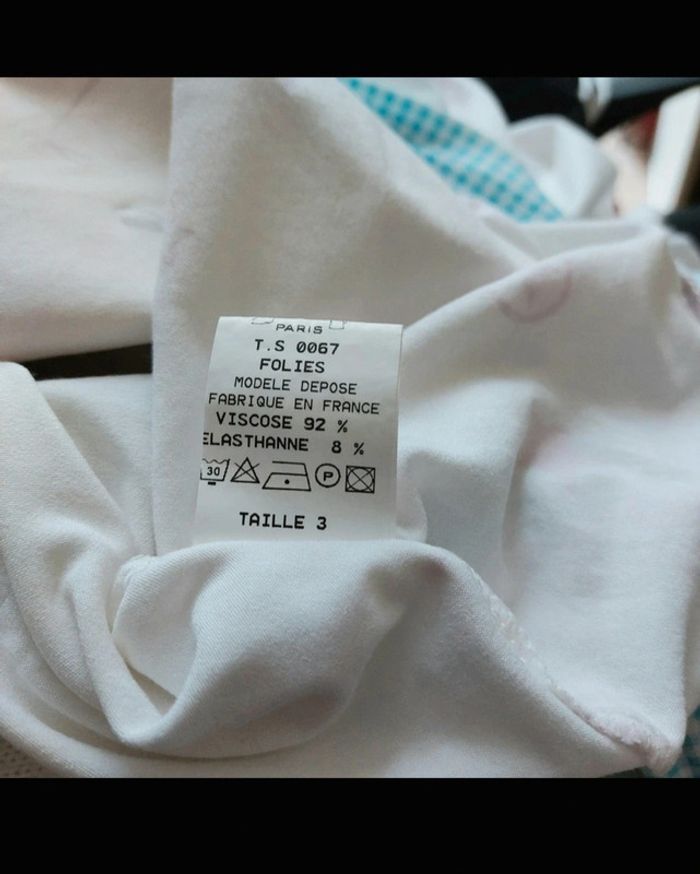 PARIS
T.S 0067
FOLIES
MODELE DEPOSE
FABRIQUE EN FRANCE
VISCOSE 92 %
ELASTHANNE 8 %
30 P
TAILLE 3